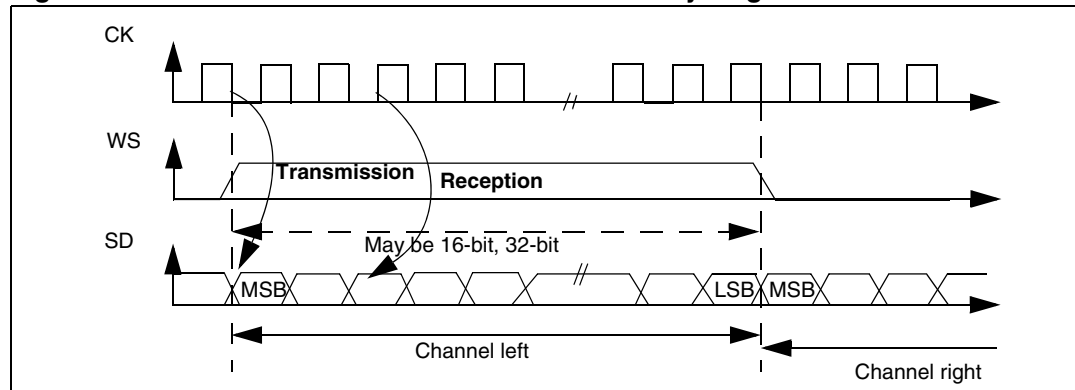 CK
WS
Transmission
Reception
May be 16-bit, 32-bit
SD
MSB
LSB
MSB
Channel left
Channel right